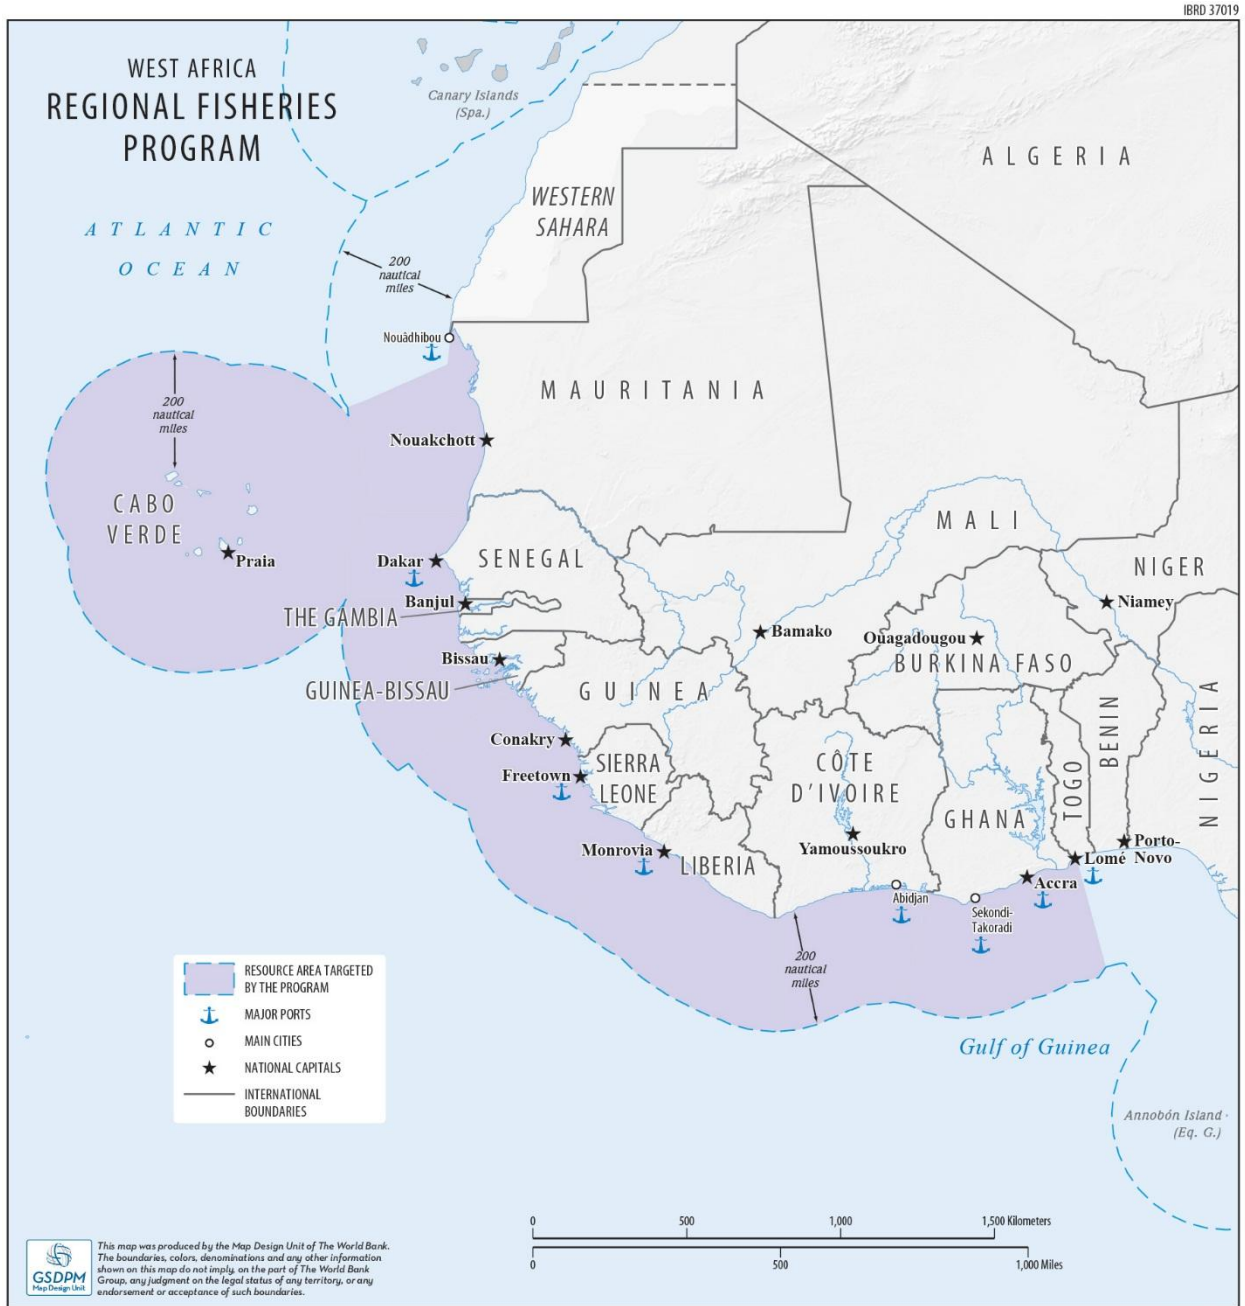 IBRD 37019
WEST AFRICA
REGIONAL FISHERIES
PROGRAM
Canary Islands
(Spa.)
ALGERIA
WESTERN
SAHARA
ATLANTIC
OCEAN
200
nautical
miles
Nouâdhibou
MAURITANIA
200
nautical
miles
Nouakchott
CABO
VERDE
Praia
MALI
Dakar
SENEGAL
NIGER
Banjul
THE GAMBIA
Niamey
Bamako
Ouagadougou
BURKINA FASO
Bissau
GUINEA-BISSAU
GUINEA
BENIN
NIGERIA
Conakry
SIERRA
LEONE
Freetown
CÔTE
D'IVOIRE
TOGO
GHANA
Monrovia
LIBERIA
Yamoussoukro
Porto-
Novo
Lomé
Accra
Abidjan
Sekondi-
Takoradi
200
nautical
miles
RESOURCE AREA TARGETED
BY THE PROGRAM
MAJOR PORTS
MAIN CITIES
NATIONAL CAPITALS
INTERNATIONAL
BOUNDARIES
Gulf of Guinea
Annobón Island
(Eq. G.)
0 500 1,000 1,500 Kilometers
0 500 1,000 Miles
GSDPM
Map Design Unit
This map was produced by the Map Design Unit of The World Bank.
The boundaries, colors, denominations and any other information
shown on this map do not imply, on the part of The World Bank
Group, any judgment on the legal status of any territory, or any
endorsement or acceptance of such boundaries.